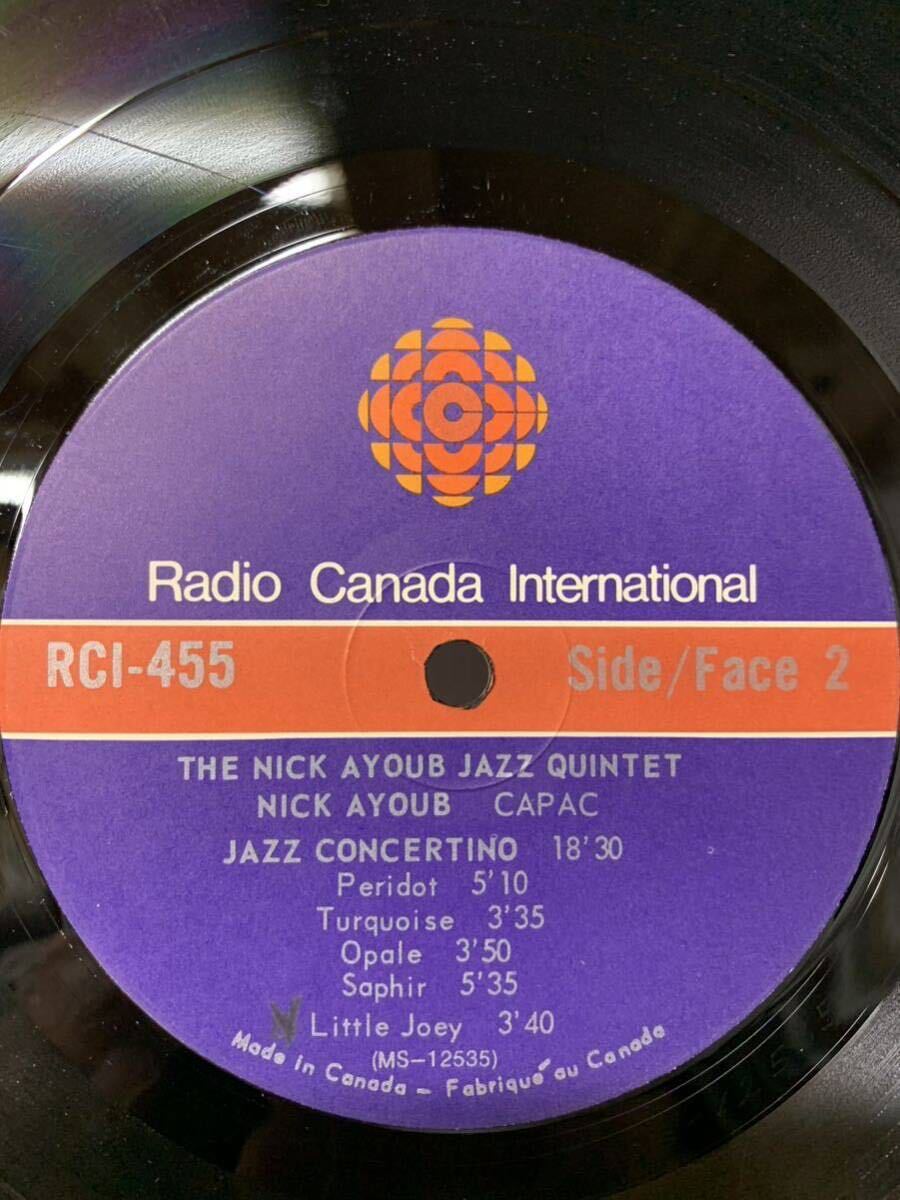 Radio Canada International
RCI-455 Side/Face 2
THE NICK AYOUB JAZZ QUINTET
NICK AYOUB CAPAC
JAZZ CONCERTINO 18'30
Peridot 5'10
Turquoise 3'35
Opale 3'50
Saphir 5'35
Little Joey 3'40
(MS-12535)
Made in Canada - Fabriqué au Canada